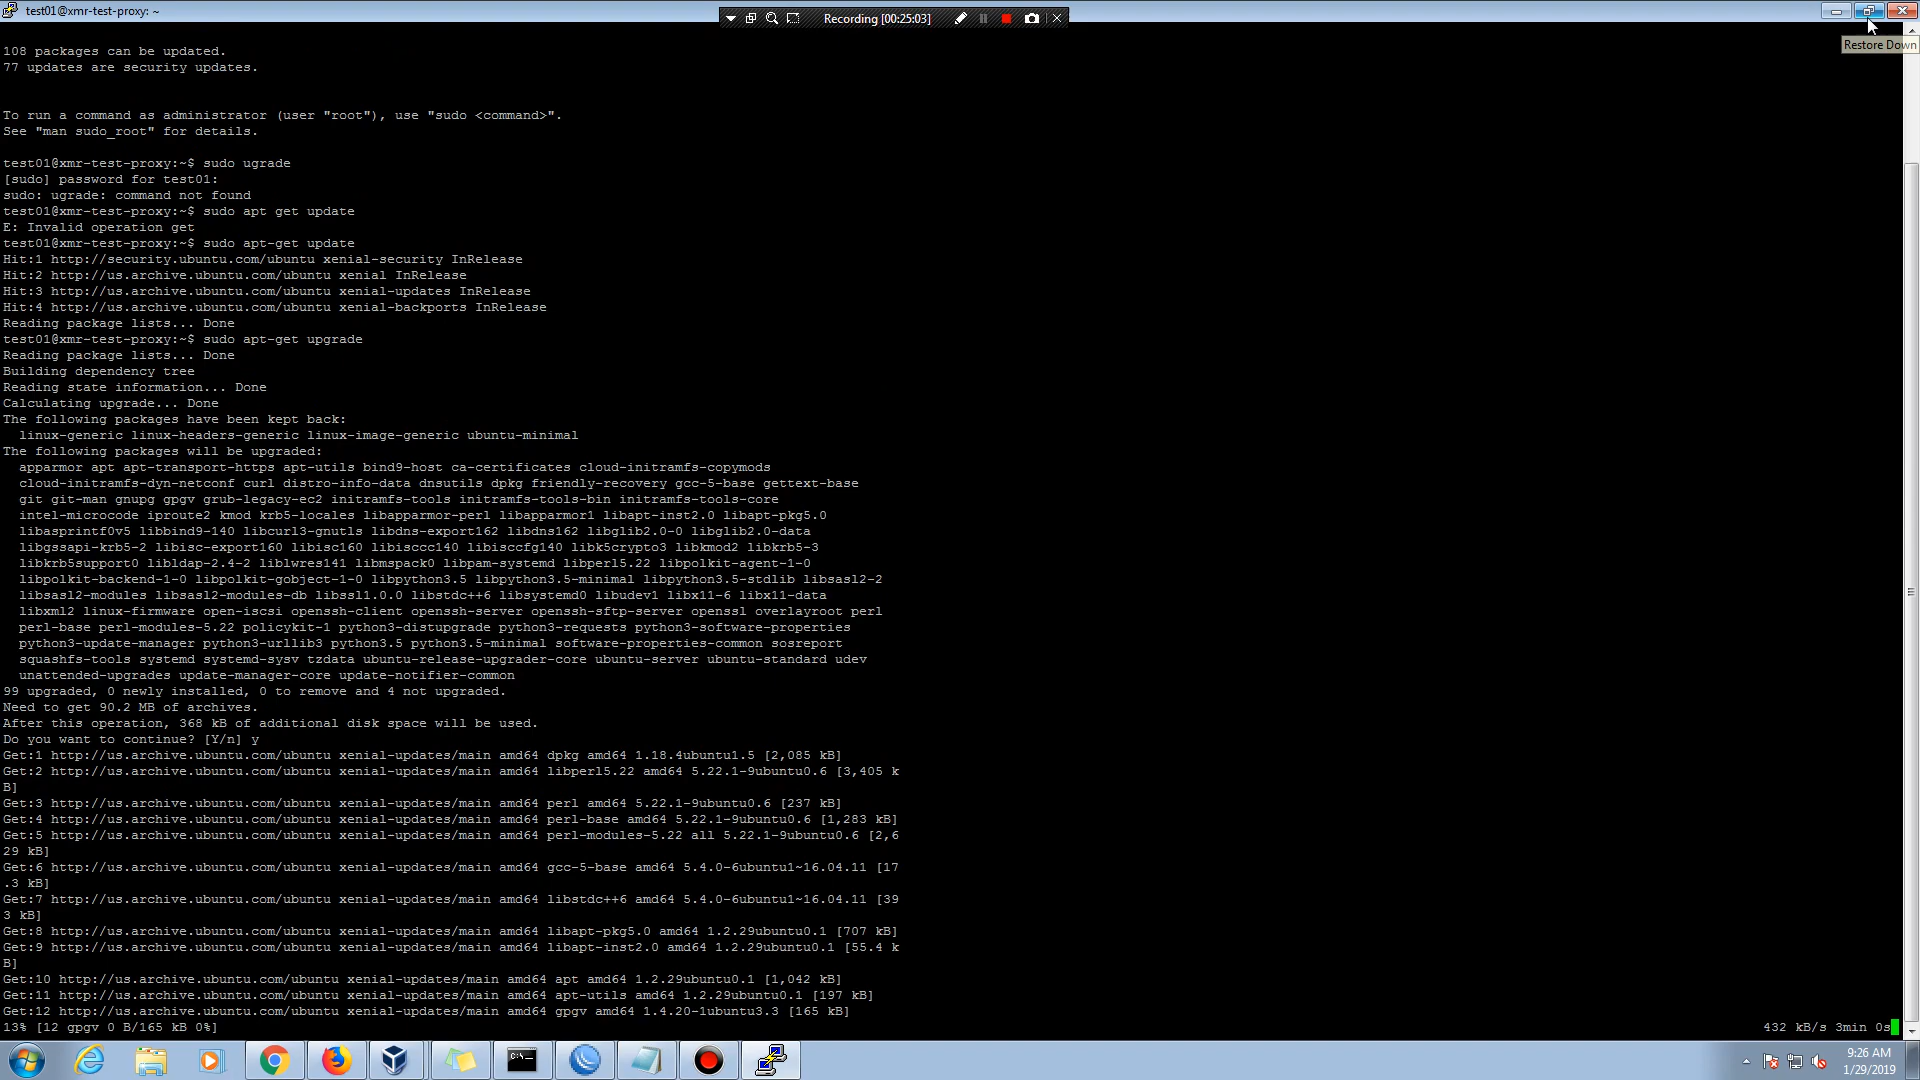 test01@xmr-test-proxy: ~
Recording [00:25:03]
Restore Down
108 packages can be updated.
77 updates are security updates.
To run a command as administrator (user "root"), use "sudo <command>".
See "man sudo_root" for details.
test01@xmr-test-proxy:~$ sudo ugrade
[sudo] password for test01:
sudo: ugrade: command not found
test01@xmr-test-proxy:~$ sudo apt get update
E: Invalid operation get
test01@xmr-test-proxy:~$ sudo apt-get update
Hit:1 http://security.ubuntu.com/ubuntu xenial-security InRelease
Hit:2 http://us.archive.ubuntu.com/ubuntu xenial InRelease
Hit:3 http://us.archive.ubuntu.com/ubuntu xenial-updates InRelease
Hit:4 http://us.archive.ubuntu.com/ubuntu xenial-backports InRelease
Reading package lists... Done
test01@xmr-test-proxy:~$ sudo apt-get upgrade
Reading package lists... Done
Building dependency tree
Reading state information... Done
Calculating upgrade... Done
The following packages have been kept back:
linux-generic linux-headers-generic linux-image-generic ubuntu-minimal
The following packages will be upgraded:
apparmor apt apt-transport-https apt-utils bind9-host ca-certificates cloud-initramfs-copymods
cloud-initramfs-dyn-netconf curl distro-info-data dnsutils dpkg friendly-recovery gcc-5-base gettext-base
git git-man gnupg gpgv grub-legacy-ec2 initramfs-tools initramfs-tools-bin initramfs-tools-core
intel-microcode iproute2 kmod krb5-locales libapparmor-perl libapparmor1 libapt-inst2.0 libapt-pkg5.0
libasprintf0v5 libbind9-140 libcurl3-gnutls libdns-export162 libdns162 libglib2.0-0 libglib2.0-data
libgssapi-krb5-2 libisc-export160 libisc160 libisccc140 libisccfg140 libk5crypto3 libkmod2 libkrb5-3
libkrb5support0 libldap-2.4-2 liblwres141 libmspack0 libpam-systemd libperl5.22 libpolkit-agent-1-0
libpolkit-backend-1-0 libpolkit-gobject-1-0 libpython3.5 libpython3.5-minimal libpython3.5-stdlib libsasl2-2
libsasl2-modules libsasl2-modules-db libssl1.0.0 libstdc++6 libsystemd0 libudev1 libx11-6 libx11-data
libxml2 linux-firmware open-iscsi openssh-client openssh-server openssh-sftp-server openssl overlayroot perl
perl-base perl-modules-5.22 policykit-1 python3-distupgrade python3-requests python3-software-properties
python3-update-manager python3-urllib3 python3.5 python3.5-minimal software-properties-common sosreport
squashfs-tools systemd systemd-sysv tzdata ubuntu-release-upgrader-core ubuntu-server ubuntu-standard udev
unattended-upgrades update-manager-core update-notifier-common
99 upgraded, 0 newly installed, 0 to remove and 4 not upgraded.
Need to get 90.2 MB of archives.
After this operation, 368 kB of additional disk space will be used.
Do you want to continue? [Y/n] y
Get:1 http://us.archive.ubuntu.com/ubuntu xenial-updates/main amd64 dpkg amd64 1.18.4ubuntu1.5 [2,085 kB]
Get:2 http://us.archive.ubuntu.com/ubuntu xenial-updates/main amd64 libperl5.22 amd64 5.22.1-9ubuntu0.6 [3,405 k
B]
Get:3 http://us.archive.ubuntu.com/ubuntu xenial-updates/main amd64 perl amd64 5.22.1-9ubuntu0.6 [237 kB]
Get:4 http://us.archive.ubuntu.com/ubuntu xenial-updates/main amd64 perl-base amd64 5.22.1-9ubuntu0.6 [1,283 kB]
Get:5 http://us.archive.ubuntu.com/ubuntu xenial-updates/main amd64 perl-modules-5.22 all 5.22.1-9ubuntu0.6 [2,6
29 kB]
Get:6 http://us.archive.ubuntu.com/ubuntu xenial-updates/main amd64 gcc-5-base amd64 5.4.0-6ubuntu1~16.04.11 [17
.3 kB]
Get:7 http://us.archive.ubuntu.com/ubuntu xenial-updates/main amd64 libstdc++6 amd64 5.4.0-6ubuntu1~16.04.11 [39
3 kB]
Get:8 http://us.archive.ubuntu.com/ubuntu xenial-updates/main amd64 libapt-pkg5.0 amd64 1.2.29ubuntu0.1 [707 kB]
Get:9 http://us.archive.ubuntu.com/ubuntu xenial-updates/main amd64 libapt-inst2.0 amd64 1.2.29ubuntu0.1 [55.4 k
B]
Get:10 http://us.archive.ubuntu.com/ubuntu xenial-updates/main amd64 apt amd64 1.2.29ubuntu0.1 [1,042 kB]
Get:11 http://us.archive.ubuntu.com/ubuntu xenial-updates/main amd64 apt-utils amd64 1.2.29ubuntu0.1 [197 kB]
Get:12 http://us.archive.ubuntu.com/ubuntu xenial-updates/main amd64 gpgv amd64 1.4.20-1ubuntu3.3 [165 kB]
13% [12 gpgv 0 B/165 kB 0%] 432 kB/s 3min 0s
9:26 AM
1/29/2019